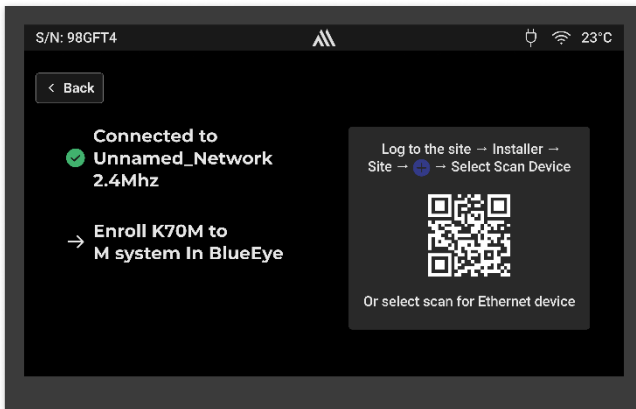 S/N: 98GFT4
23°C
< Back
Connected to
Unnamed_Network
2.4Mhz
→ Enroll K70M to
M system In BlueEye
Log to the site → Installer →
Site → + → Select Scan Device
Or select scan for Ethernet device